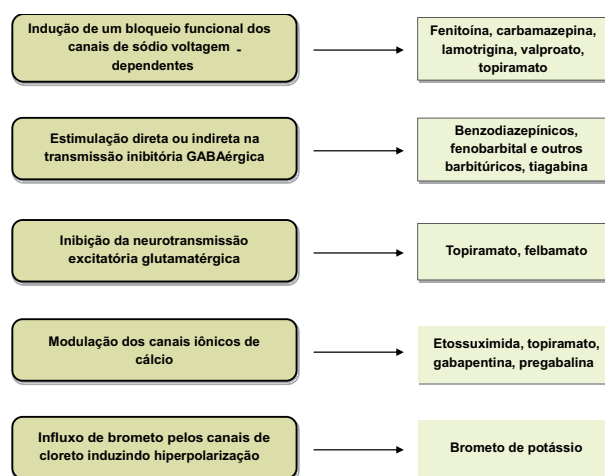 Indução de um bloqueio funcional dos
canais de sódio voltagem -
dependentes
Fenitoína, carbamazepina,
lamotrigina, valproato,
topiramato
Estimulação direta ou indireta na
transmissão inibitória GABAérgica
Benzodiazepínicos,
fenobarbital e outros
barbitúricos, tiagabina
Inibição da neurotransmissão
excitatória glutamatérgica
Topiramato, felbamato
Modulação dos canais iônicos de
cálcio
Etossuximida, topiramato,
gabapentina, pregabalina
Influxo de brometo pelos canais de
cloreto induzindo hiperpolarização
Brometo de potássio